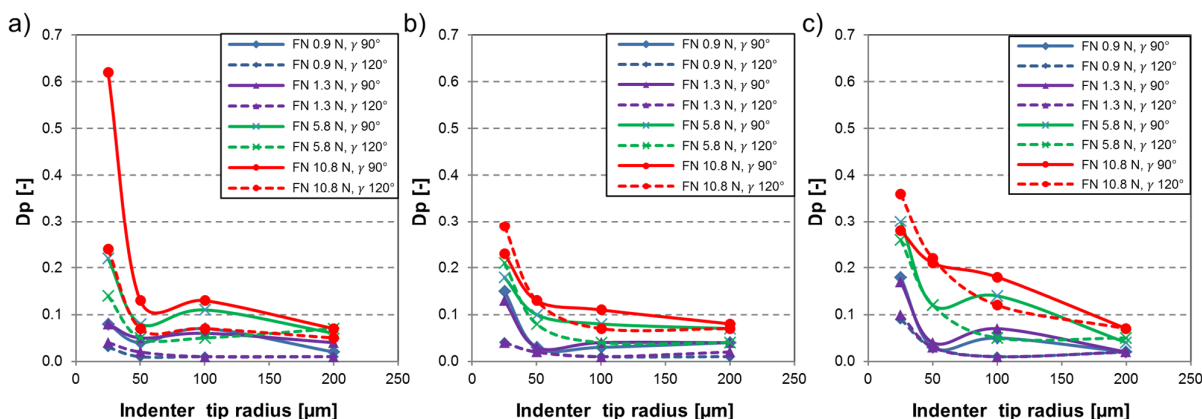 a)
0.7
0.6
0.5
0.4
0.3
0.2
0.1
0.0
Dp [-]
0
50
100
150
200
250
Indenter tip radius [µm]
FN 0.9 N, γ 90°
FN 0.9 N, γ 120°
FN 1.3 N, γ 90°
FN 1.3 N, γ 120°
FN 5.8 N, γ 90°
FN 5.8 N, γ 120°
FN 10.8 N, γ 90°
FN 10.8 N, γ 120°
b)
0.7
0.6
0.5
0.4
0.3
0.2
0.1
0.0
Dp [-]
0
50
100
150
200
250
Indenter tip radius [µm]
FN 0.9 N, γ 90°
FN 0.9 N, γ 120°
FN 1.3 N, γ 90°
FN 1.3 N, γ 120°
FN 5.8 N, γ 90°
FN 5.8 N, γ 120°
FN 10.8 N, γ 90°
FN 10.8 N, γ 120°
c)
0.7
0.6
0.5
0.4
0.3
0.2
0.1
0.0
Dp [-]
0
50
100
150
200
250
Indenter tip radius [µm]
FN 0.9 N, γ 90°
FN 0.9 N, γ 120°
FN 1.3 N, γ 90°
FN 1.3 N, γ 120°
FN 5.8 N, γ 90°
FN 5.8 N, γ 120°
FN 10.8 N, γ 90°
FN 10.8 N, γ 120°